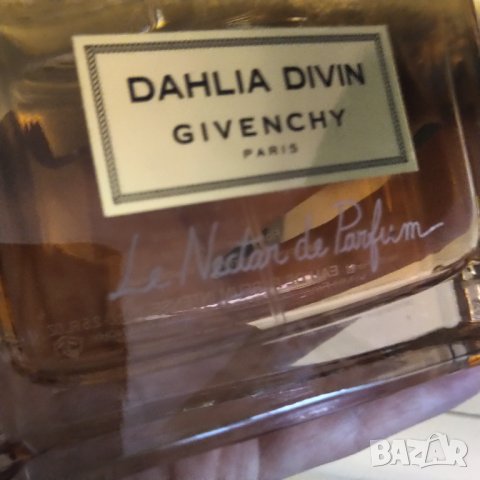 DAHLIA DIVIN
GIVENCHY
PARIS
Le Nectar de Parfum
BAZAR